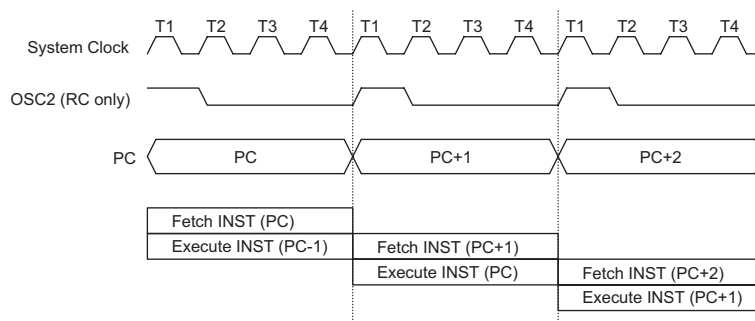 T1 T2 T3 T4 T1 T2 T3 T4 T1 T2 T3 T4
System Clock
OSC2 (RC only)
PC PC PC+1 PC+2
Fetch INST (PC)
Execute INST (PC-1) Fetch INST (PC+1)
Execute INST (PC) Fetch INST (PC+2)
Execute INST (PC+1)